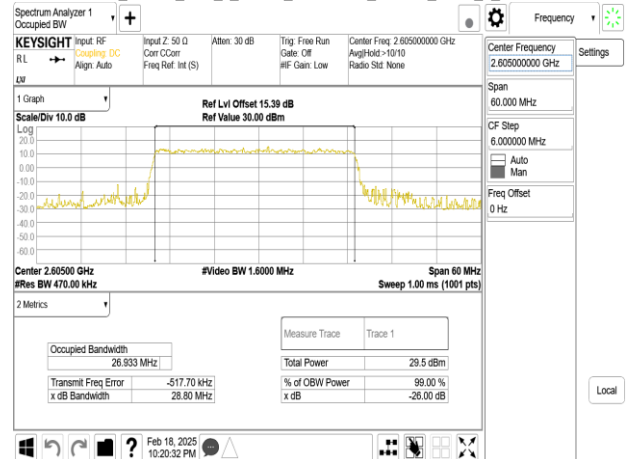 Spectrum Analyzer 1
Occupied BW
Frequency
KEYSIGHT
RL
LXI
Input: RF
Coupling: DC
Align: Auto
Input Z: 50 Ω
Corr CCorr
Freq Ref: Int (S)
Atten: 30 dB
Trig: Free Run
Gate: Off
#IF Gain: Low
Center Freq: 2.605000000 GHz
Avg|Hold:>10/10
Radio Std: None
Center Frequency
2.605000000 GHz
Settings
Span
60.000 MHz
CF Step
6.000000 MHz
Auto
Man
Freq Offset
0 Hz
1 Graph
Scale/Div 10.0 dB
Ref Lvl Offset 15.39 dB
Ref Value 30.00 dBm
Log
20.0
10.0
0.00
-10.0
-20.0
-30.0
-40.0
-50.0
-60.0
Center 2.60500 GHz
#Video BW 1.6000 MHz
Span 60 MHz
#Res BW 470.00 kHz
Sweep 1.00 ms (1001 pts)
2 Metrics
Measure Trace Trace 1
Occupied Bandwidth
26.933 MHz
Total Power 29.5 dBm
Transmit Freq Error -517.70 kHz
% of OBW Power 99.00 %
x dB Bandwidth 28.80 MHz
x dB -26.00 dB
Local
?
Feb 18, 2025
10:20:32 PM